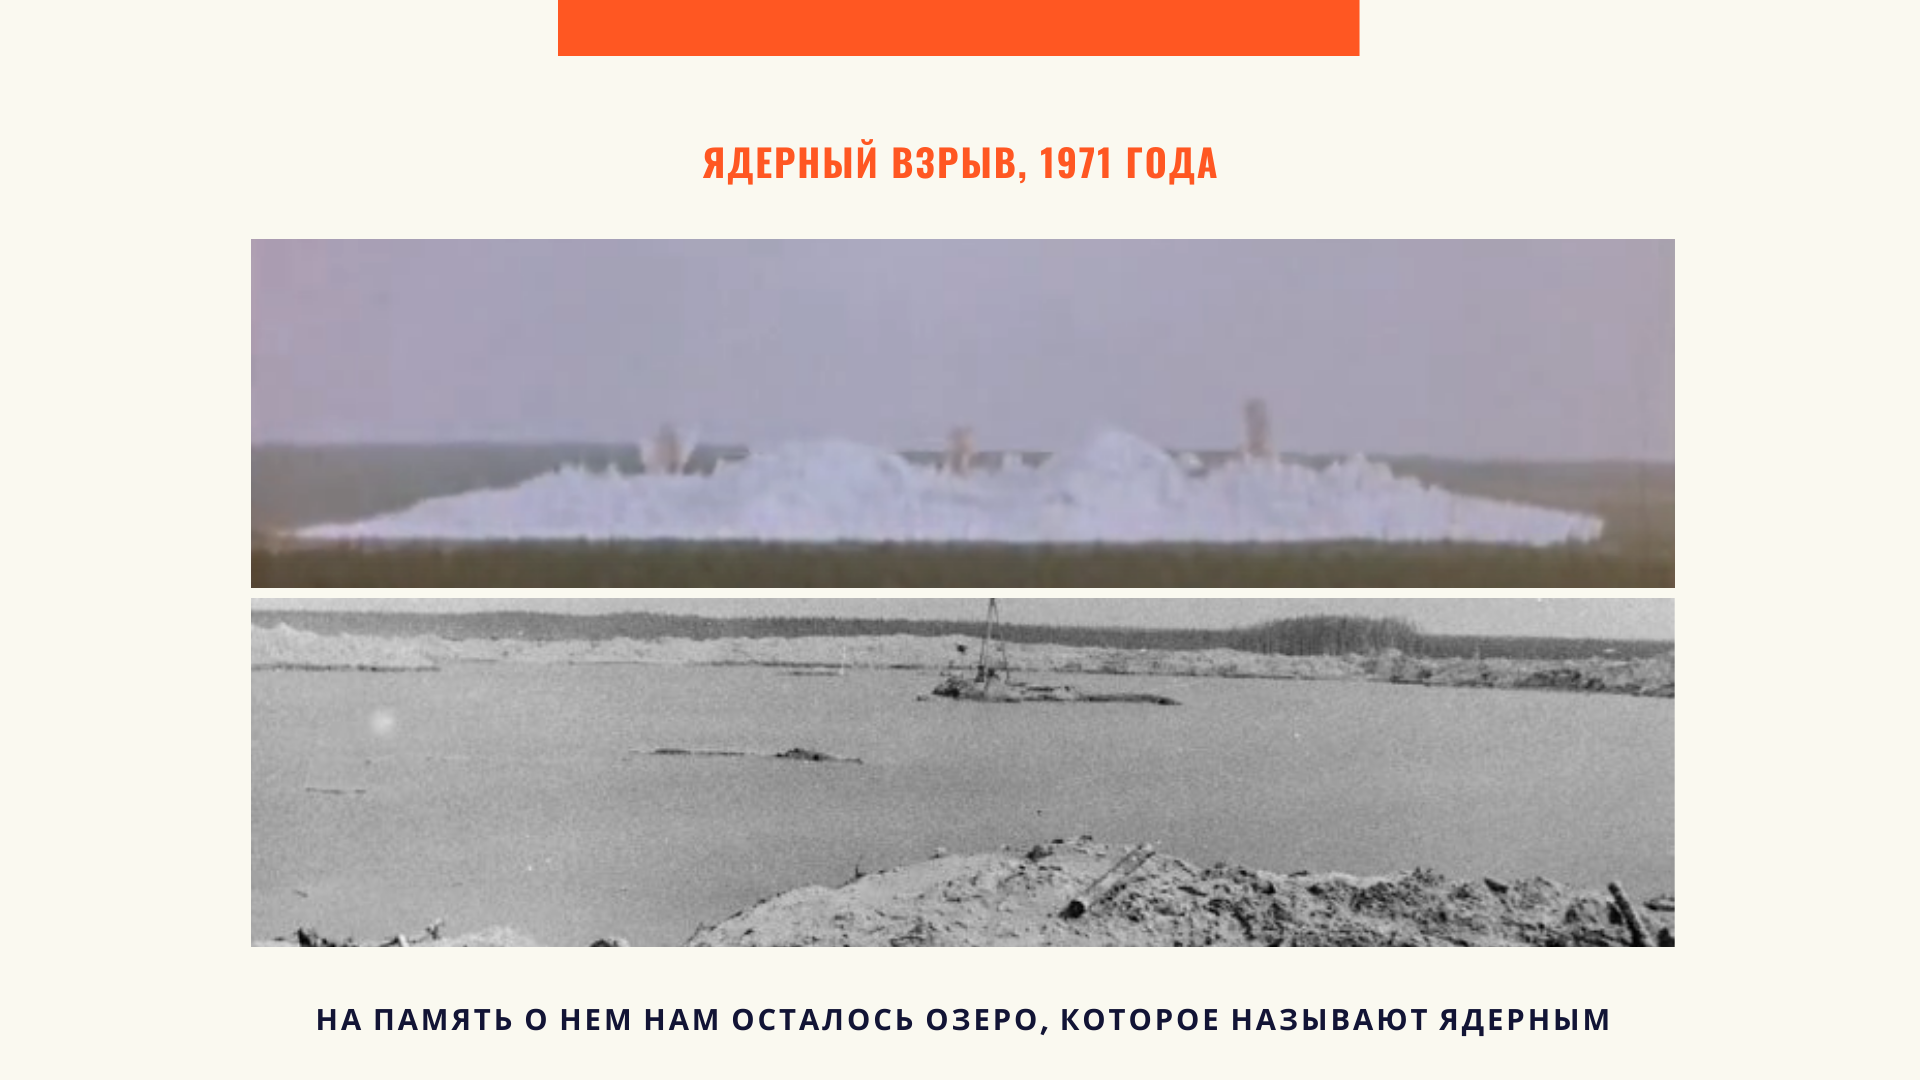 ЯДЕРНЫЙ ВЗРЫВ, 1971 ГОДА
НА ПАМЯТЬ О НЕМ НАМ ОСТАЛОСЬ ОЗЕРО, КОТОРОЕ НАЗЫВАЮТ ЯДЕРНЫМ